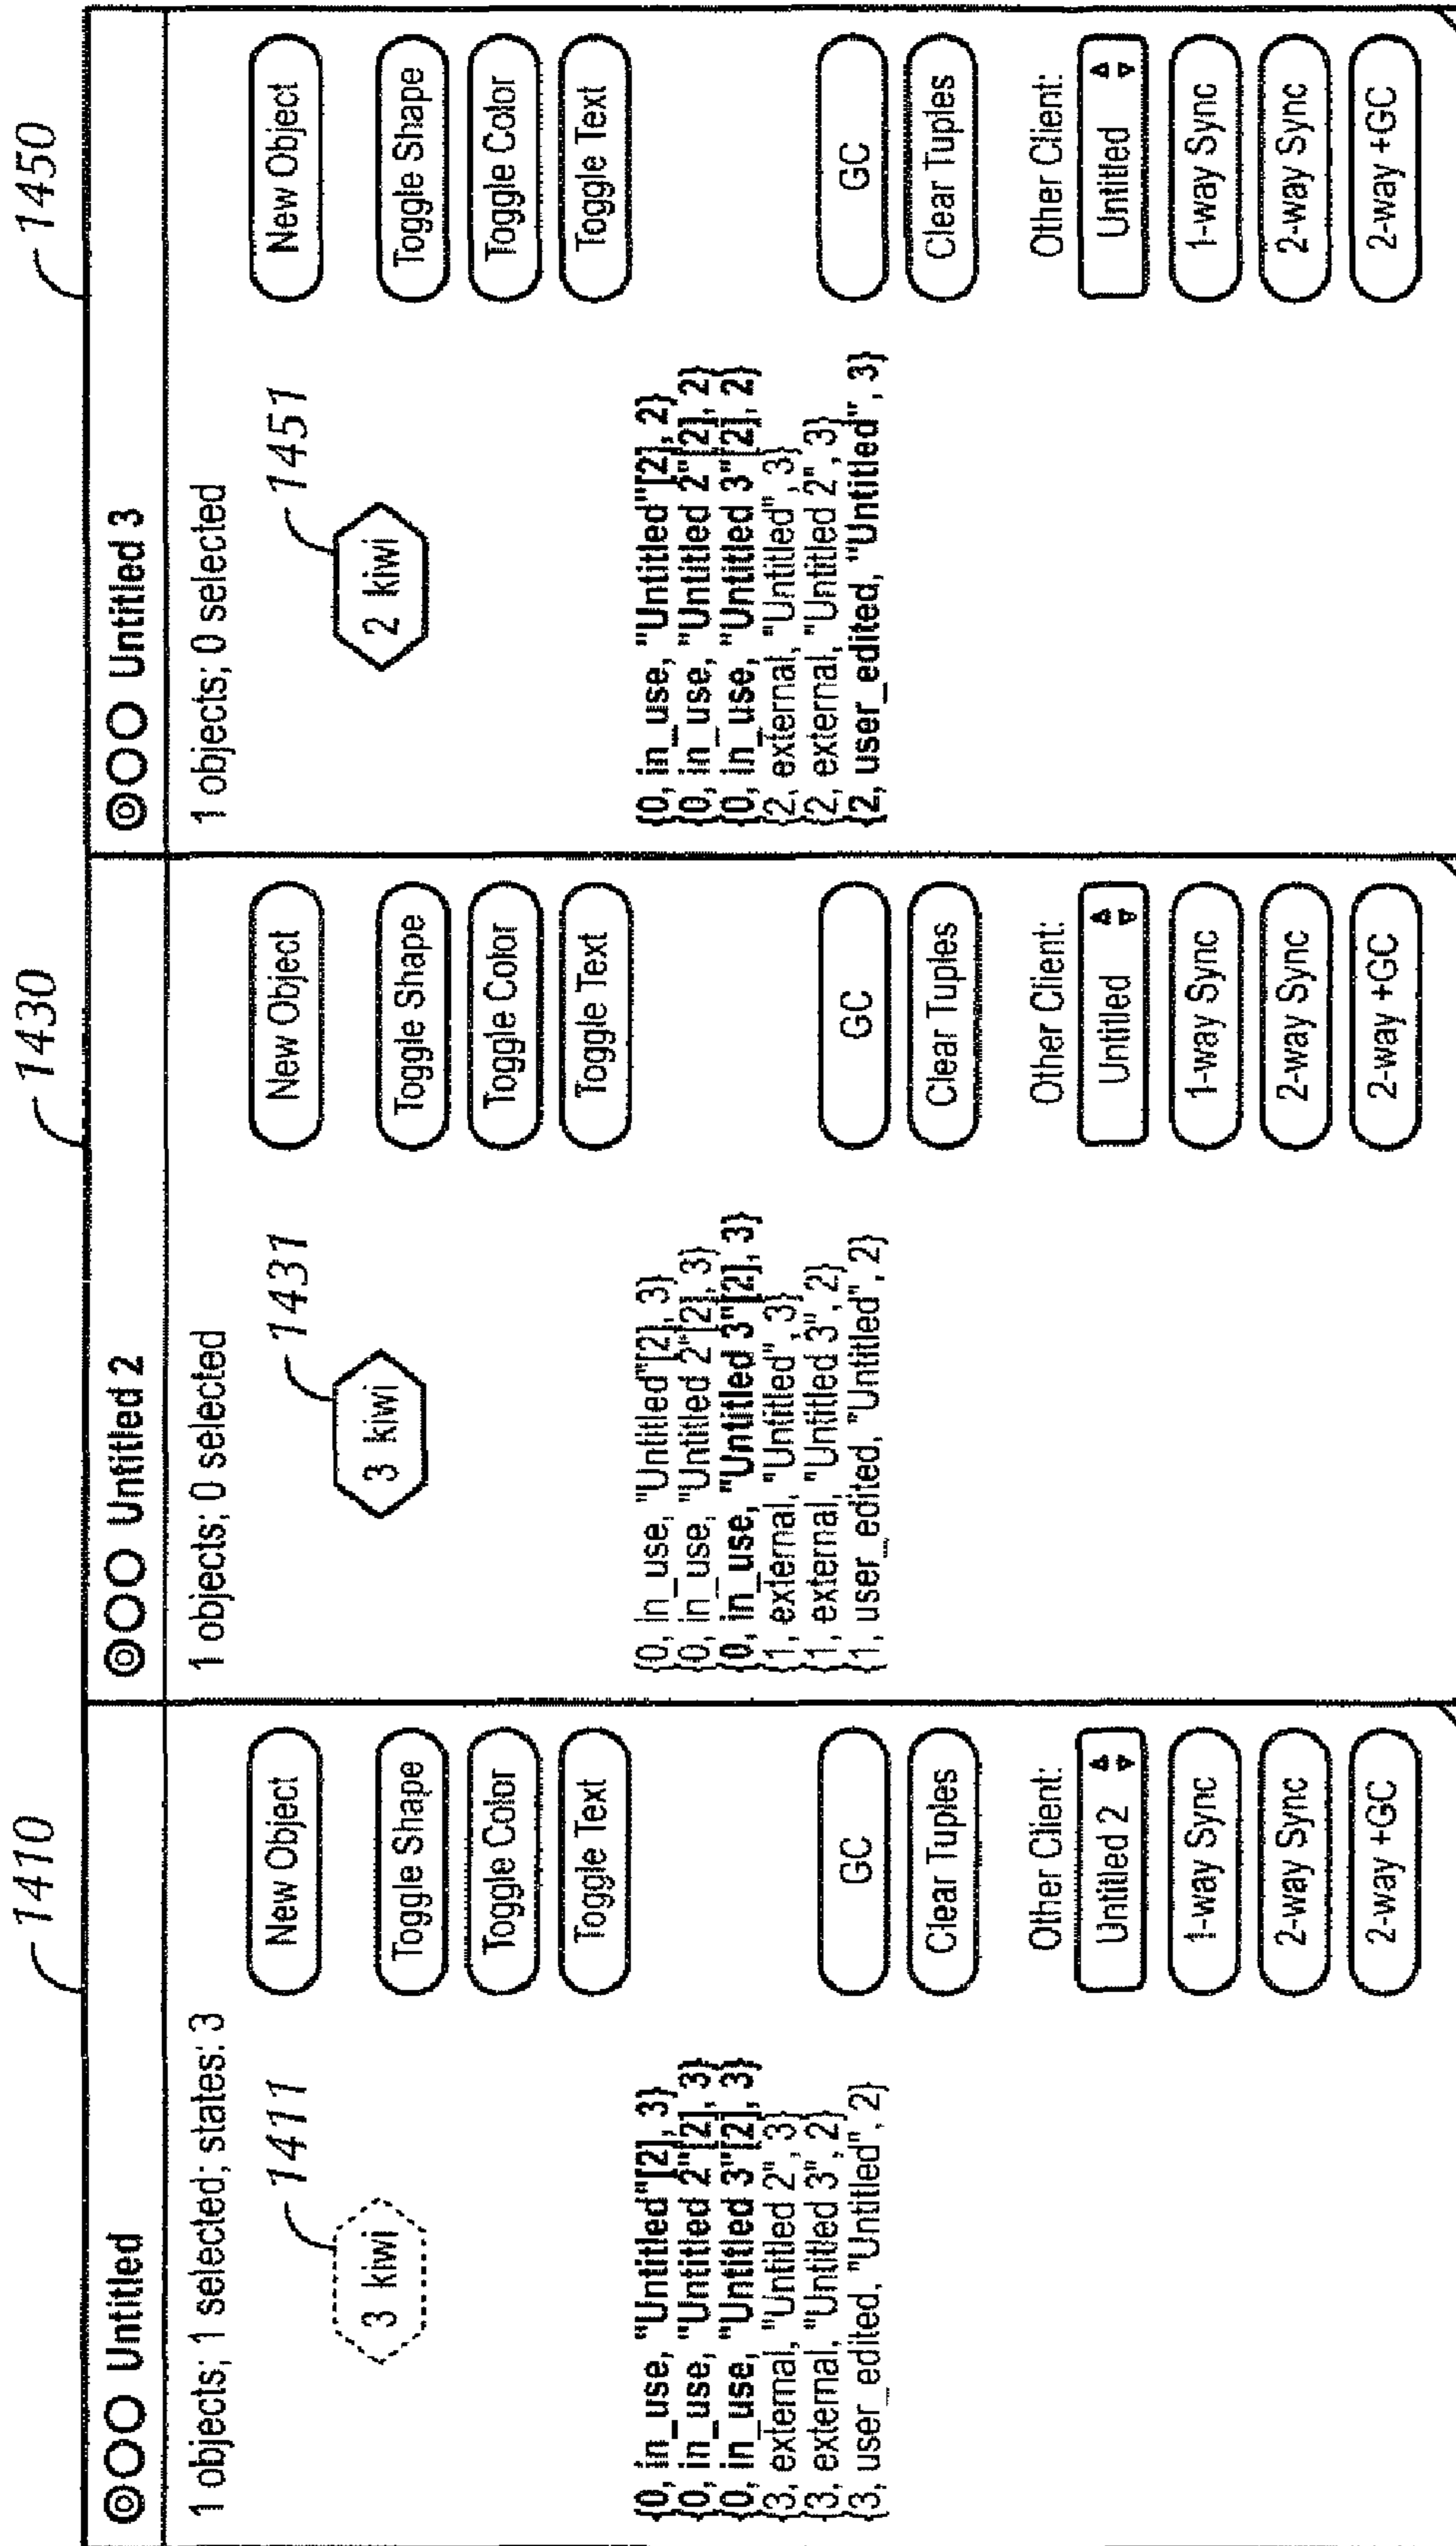 1410
Untitled
1 objects; 1 selected; states: 3
1411
3 kiwi
New Object
Toggle Shape
Toggle Color
Toggle Text
{0, in_use, "Untitled"[2], 3}
{0, in_use, "Untitled 2"[2], 3}
{0, in_use, "Untitled 3"[2], 3}
{3, external, "Untitled 2", 3}
{3, external, "Untitled 3", 2}
{3, user_edited, "Untitled", 2}
GC
Clear Tuples
Other Client:
Untitled 2
1-way Sync
2-way Sync
2-way +GC
1430
Untitled 2
1 objects; 0 selected
1431
3 kiwi
New Object
Toggle Shape
Toggle Color
Toggle Text
{0, in_use, "Untitled"[2], 3}
{0, in_use, "Untitled 2"[2], 3}
{0, in_use, "Untitled 3"[2], 3}
{1, external, "Untitled", 3}
{1, external, "Untitled 3", 2}
{1, user_edited, "Untitled", 2}
GC
Clear Tuples
Other Client:
Untitled
1-way Sync
2-way Sync
2-way +GC
1450
Untitled 3
1 objects; 0 selected
1451
2 kiwi
New Object
Toggle Shape
Toggle Color
Toggle Text
{0, in_use, "Untitled"[2], 2}
{0, in_use, "Untitled 2"[2], 2}
{0, in_use, "Untitled 3"[2], 2}
{2, external, "Untitled", 3}
{2, external, "Untitled 2", 3}
{2, user_edited, "Untitled", 3}
GC
Clear Tuples
Other Client:
Untitled
1-way Sync
2-way Sync
2-way +GC